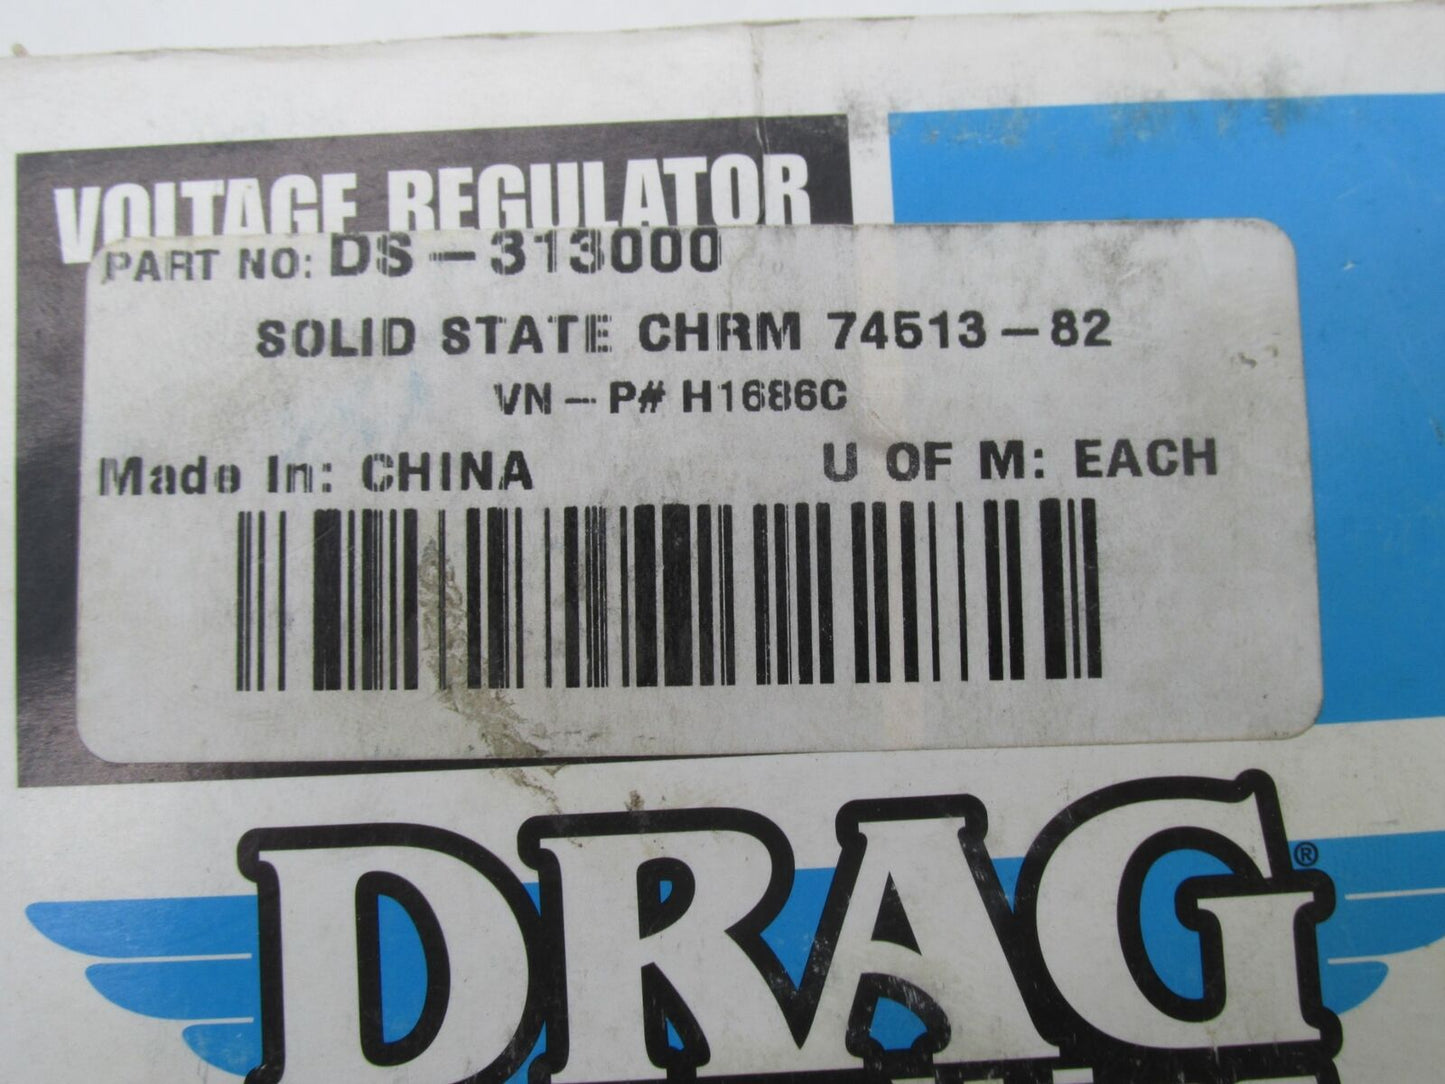 VOLTAGE REGULATOR
PART NO: DS-313000
SOLID STATE CHRM 74513-82
VN-P# H1686C
Made In: CHINA U OF M: EACH
DRAG®